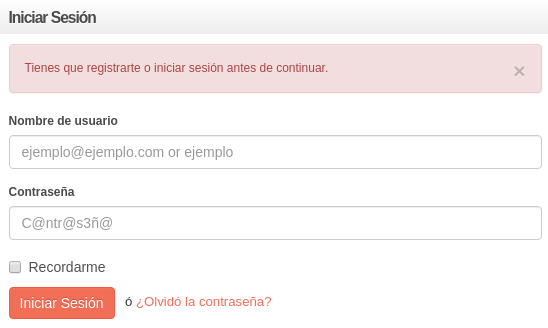 Iniciar Sesión
Tienes que registrarte o iniciar sesión antes de continuar.
×
Nombre de usuario
ejemplo@ejemplo.com or ejemplo
Contraseña
C@ntr@s3ñ@
Recordarme
Iniciar Sesión ó ¿Olvidó la contraseña?